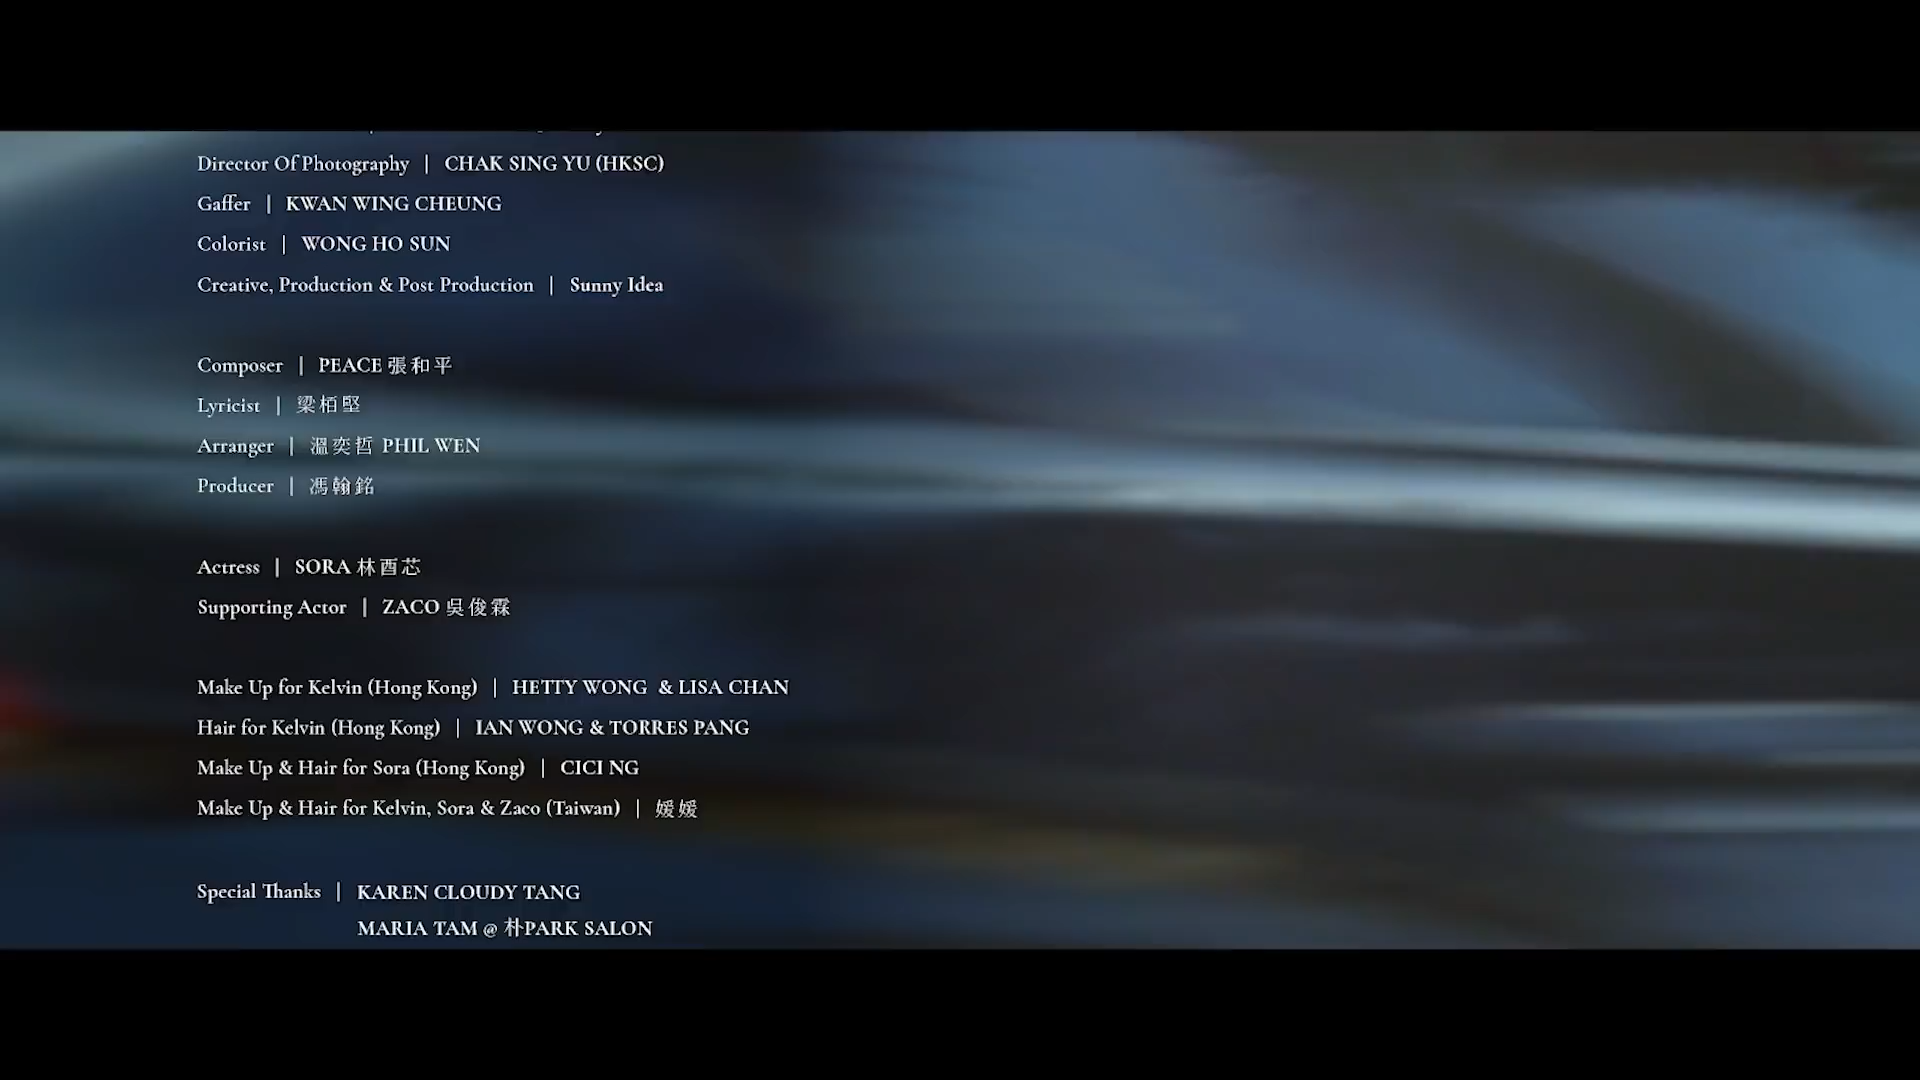 Director Of Photography | CHAK SING YU (HKSC)
Gaffer | KWAN WING CHEUNG
Colorist | WONG HO SUN
Creative, Production & Post Production | Sunny Idea
Composer | PEACE 張和平
Lyricist | 梁栢堅
Arranger | 溫奕哲 PHIL WEN
Producer | 馮翰銘
Actress | SORA 林酉芯
Supporting Actor | ZACO 吳俊霖
Make Up for Kelvin (Hong Kong) | HETTY WONG & LISA CHAN
Hair for Kelvin (Hong Kong) | IAN WONG & TORRES PANG
Make Up & Hair for Sora (Hong Kong) | CICI NG
Make Up & Hair for Kelvin, Sora & Zaco (Taiwan) | 媛媛
Special Thanks | KAREN CLOUDY TANG
MARIA TAM @ 朴PARK SALON